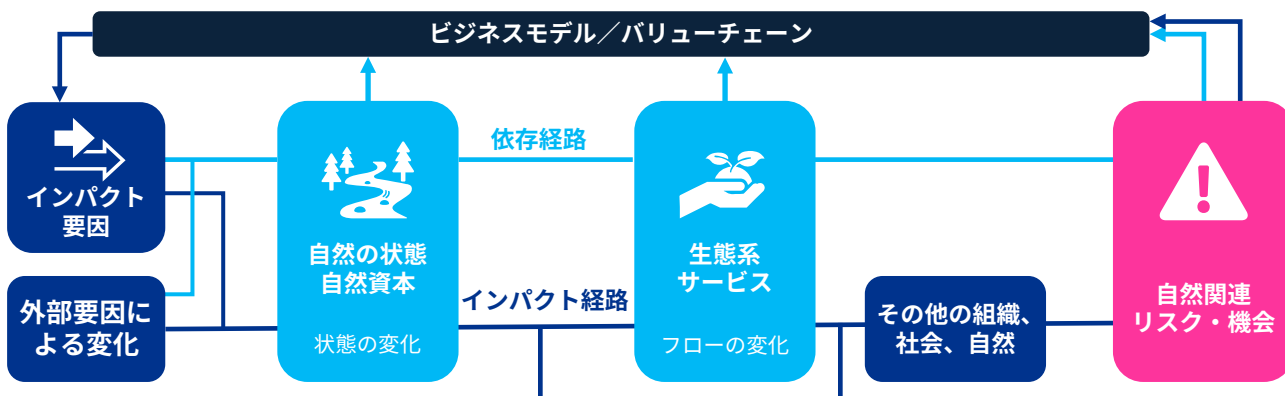 ビジネスモデル／バリューチェーン
インパクト
要因
依存経路
自然の状態
自然資本
生態系
サービス
外部要因に
よる変化
インパクト経路
状態の変化
フローの変化
その他の組織、
社会、自然
自然関連
リスク・機会